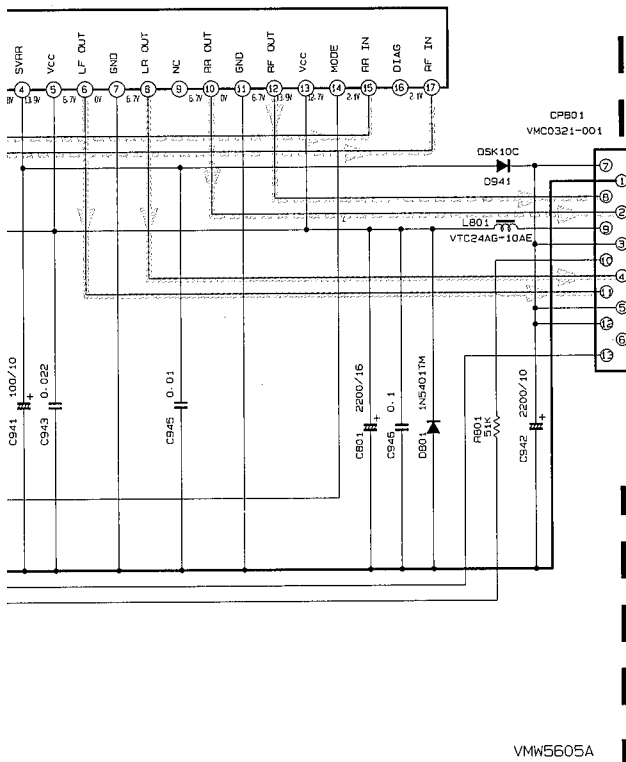 SVRR
Vcc
LF OUT
GND
LR OUT
NC
RR OUT
GND
RF OUT
Vcc
MODE
RR IN
DIAG
RF IN
4 5 6 7 8 9 10 11 12 13 14 15 16 17
13.9V 6.7V 0V 6.7V 6.7V 0V 6.7V 13.9V 12.7V 2.1V 2.1V
CP801
VMC0321-001
DSK10C
D941
L801
VTC24AG-10AE
7
1
8
2
9
3
10
4
11
5
12
6
13
100/10
C941
+
0.022
C943
0.01
C945
2200/16
C801
+
0.1
C946
1N5401TM
D801
R801
51K
2200/10
C942
+
VMW5605A